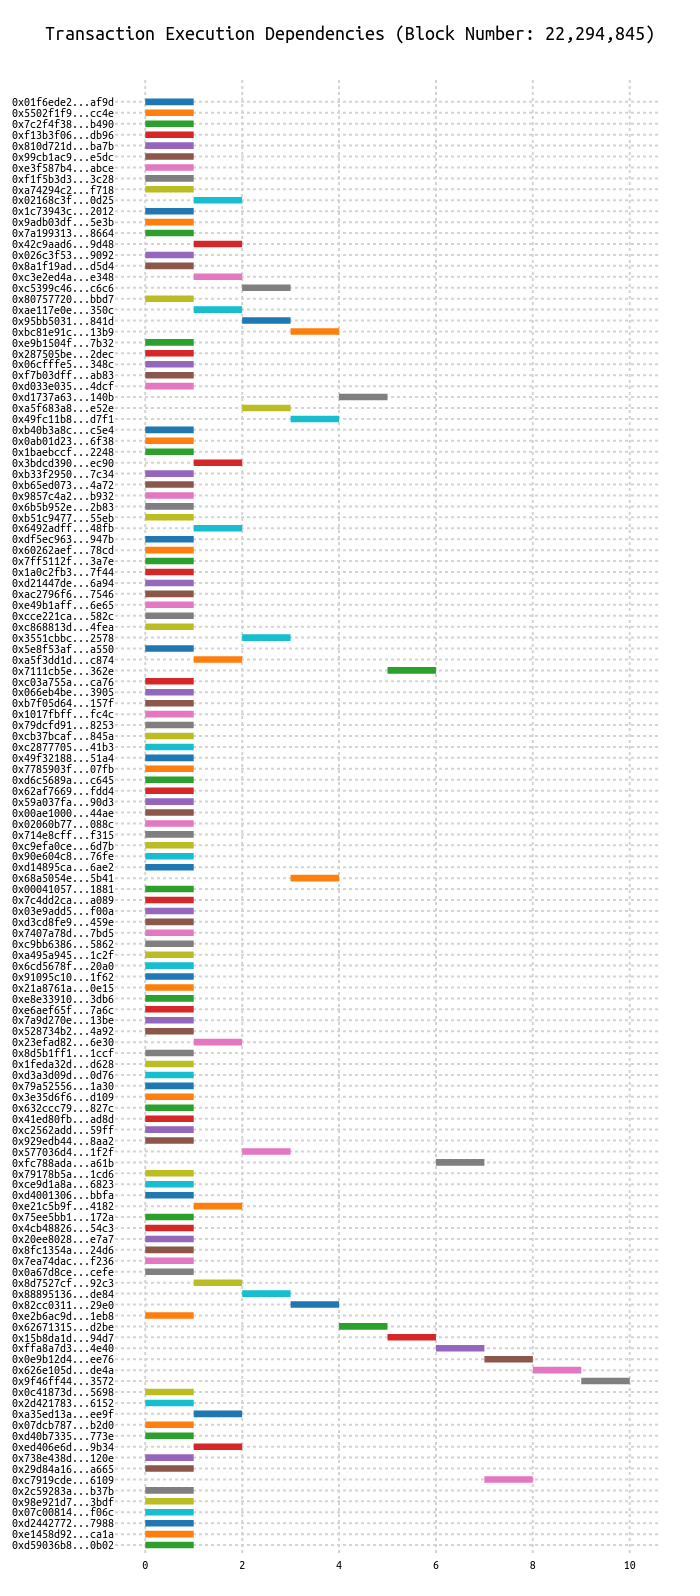 Transaction Execution Dependencies (Block Number: 22,294,845)
0x01f6ede2...af9d
0x5502f1f9...cc4e
0x7c2f4f38...b490
0xf13b3f06...db96
0x810d721d...ba7b
0x99cb1ac9...e5dc
0xe3f587b4...abce
0xf1f5b3d3...3c28
0xa74294c2...f718
0x02168c3f...0d25
0x1c73943c...2012
0x9adb03df...5e3b
0x7a199313...8664
0x42c9aad6...9d48
0x026c3f53...9092
0x8a1f19ad...d5d4
0xc3e2ed4a...e348
0xc5399c46...c6c6
0x80757720...bbd7
0xae117e0e...350c
0x95bb5031...841d
0xbc81e91c...13b9
0xe9b1504f...7b32
0x287505be...2dec
0x06cfffe5...348c
0xf7b03dff...ab83
0xd033e035...4dcf
0xd1737a63...140b
0xa5f683a8...e52e
0x49fc11b8...d7f1
0xb40b3a8c...c5e4
0x0ab01d23...6f38
0x1baebccf...2248
0x3bdcd390...ec90
0xb33f2950...7c34
0xb65ed073...4a72
0x9857c4a2...b932
0x6b5b952e...2b83
0xb51c9477...55eb
0x6492adff...48fb
0xdf5ec963...947b
0x60262aef...78cd
0x7ff5112f...3a7e
0x1a0c2fb3...7f44
0xd21447de...6a94
0xac2796f6...7546
0xe49b1aff...6e65
0xcce221ca...582c
0xc868813d...4fea
0x3551cbbc...2578
0x5e8f53af...a550
0xa5f3dd1d...c874
0x7111cb5e...362e
0xc03a755a...ca76
0x066eb4be...3905
0xb7f05d64...157f
0x1017fbff...fc4c
0x79dcfd91...8253
0xcb37bcaf...845a
0xc2877705...41b3
0x49f32188...51a4
0x7785903f...07fb
0xd6c5689a...c645
0x62af7669...fdd4
0x59a037fa...90d3
0x00ae1000...44ae
0x02060b77...088c
0x714e8cff...f315
0xc9efa0ce...6d7b
0x90e604c8...76fe
0xd14895ca...6ae2
0x68a5054e...5b41
0x00041057...1881
0x7c4dd2ca...a089
0x03e9add5...f00a
0xd3cd8fe9...459e
0x7407a78d...7bd5
0xc9bb6386...5862
0xa495a945...1c2f
0x6cd5678f...20a0
0x91095c10...1f62
0x21a8761a...0e15
0xe8e33910...3db6
0xe6aef65f...7a6c
0x7a9d270e...13be
0x528734b2...4a92
0x23efad82...6e30
0x8d5b1ff1...1ccf
0x1feda32d...d628
0xd3a3d09d...0d76
0x79a52556...1a30
0x3e35d6f6...d109
0x632ccc79...827c
0x41ed80fb...ad8d
0xc2562add...59ff
0x929edb44...8aa2
0x577036d4...1f2f
0xfc788ada...a61b
0x79178b5a...1cd6
0xce9d1a8a...6823
0xd4001306...bbfa
0xe21c5b9f...4182
0x75ee5bb1...172a
0x4cb48826...54c3
0x20ee8028...e7a7
0x8fc1354a...24d6
0x7ea74dac...f236
0x0a67d8ce...cefe
0x8d7527cf...92c3
0x88895136...de84
0x82cc0311...29e0
0xe2b6ac9d...1eb8
0x62671315...d2be
0x15b8da1d...94d7
0xffa8a7d3...4e40
0x0e9b12d4...ee76
0x626e105d...de4a
0x9f46ff44...3572
0x0c41873d...5698
0x2d421783...6152
0xa35ed13a...ee9f
0x07dcb787...b2d0
0xd40b7335...773e
0xed406e6d...9b34
0x738e438d...120e
0x29d84a16...a665
0xc7919cde...6109
0x2c59283a...b37b
0x98e921d7...3bdf
0x07c00814...f06c
0xd2442772...7988
0xe1458d92...ca1a
0xd59036b8...0b02
0 2 4 6 8 10